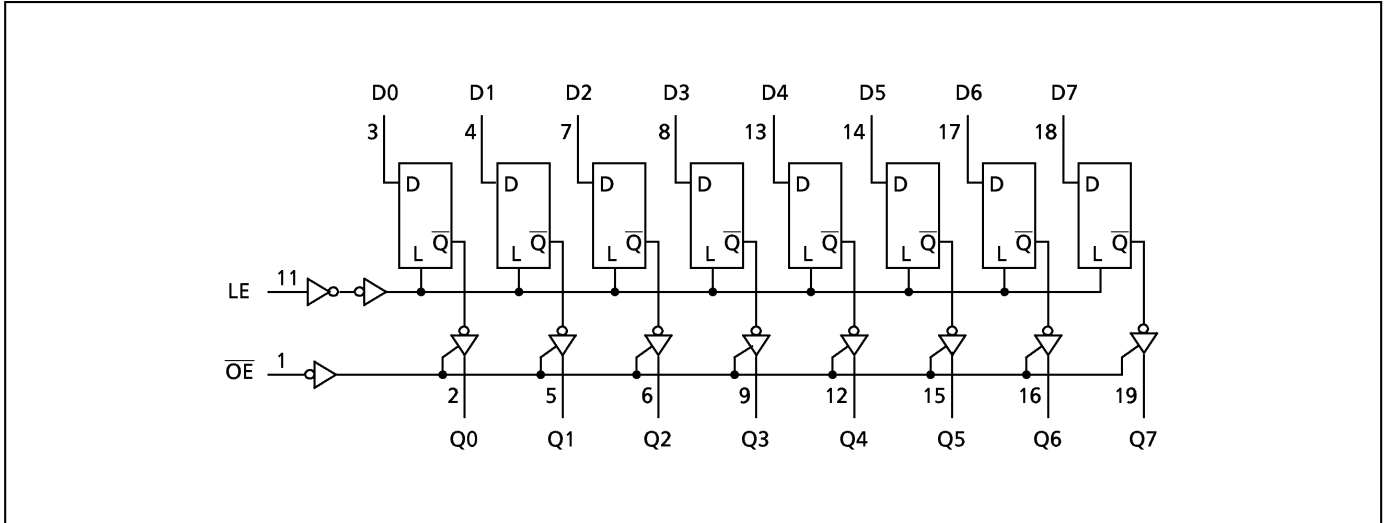 D0 D1 D2 D3 D4 D5 D6 D7
3 4 7 8 13 14 17 18
D D D D D D D D
Q̅ Q̅ Q̅ Q̅ Q̅ Q̅ Q̅ Q̅
L L L L L L L L
LE 11
O̅E̅ 1
2 5 6 9 12 15 16 19
Q0 Q1 Q2 Q3 Q4 Q5 Q6 Q7